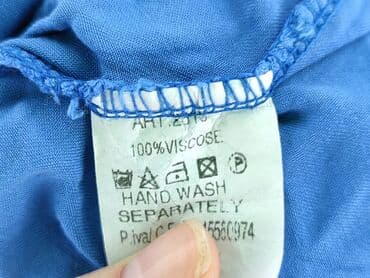 ART.
100%VISCOSE
HAND WASH
SEPARATELY
P.iva/